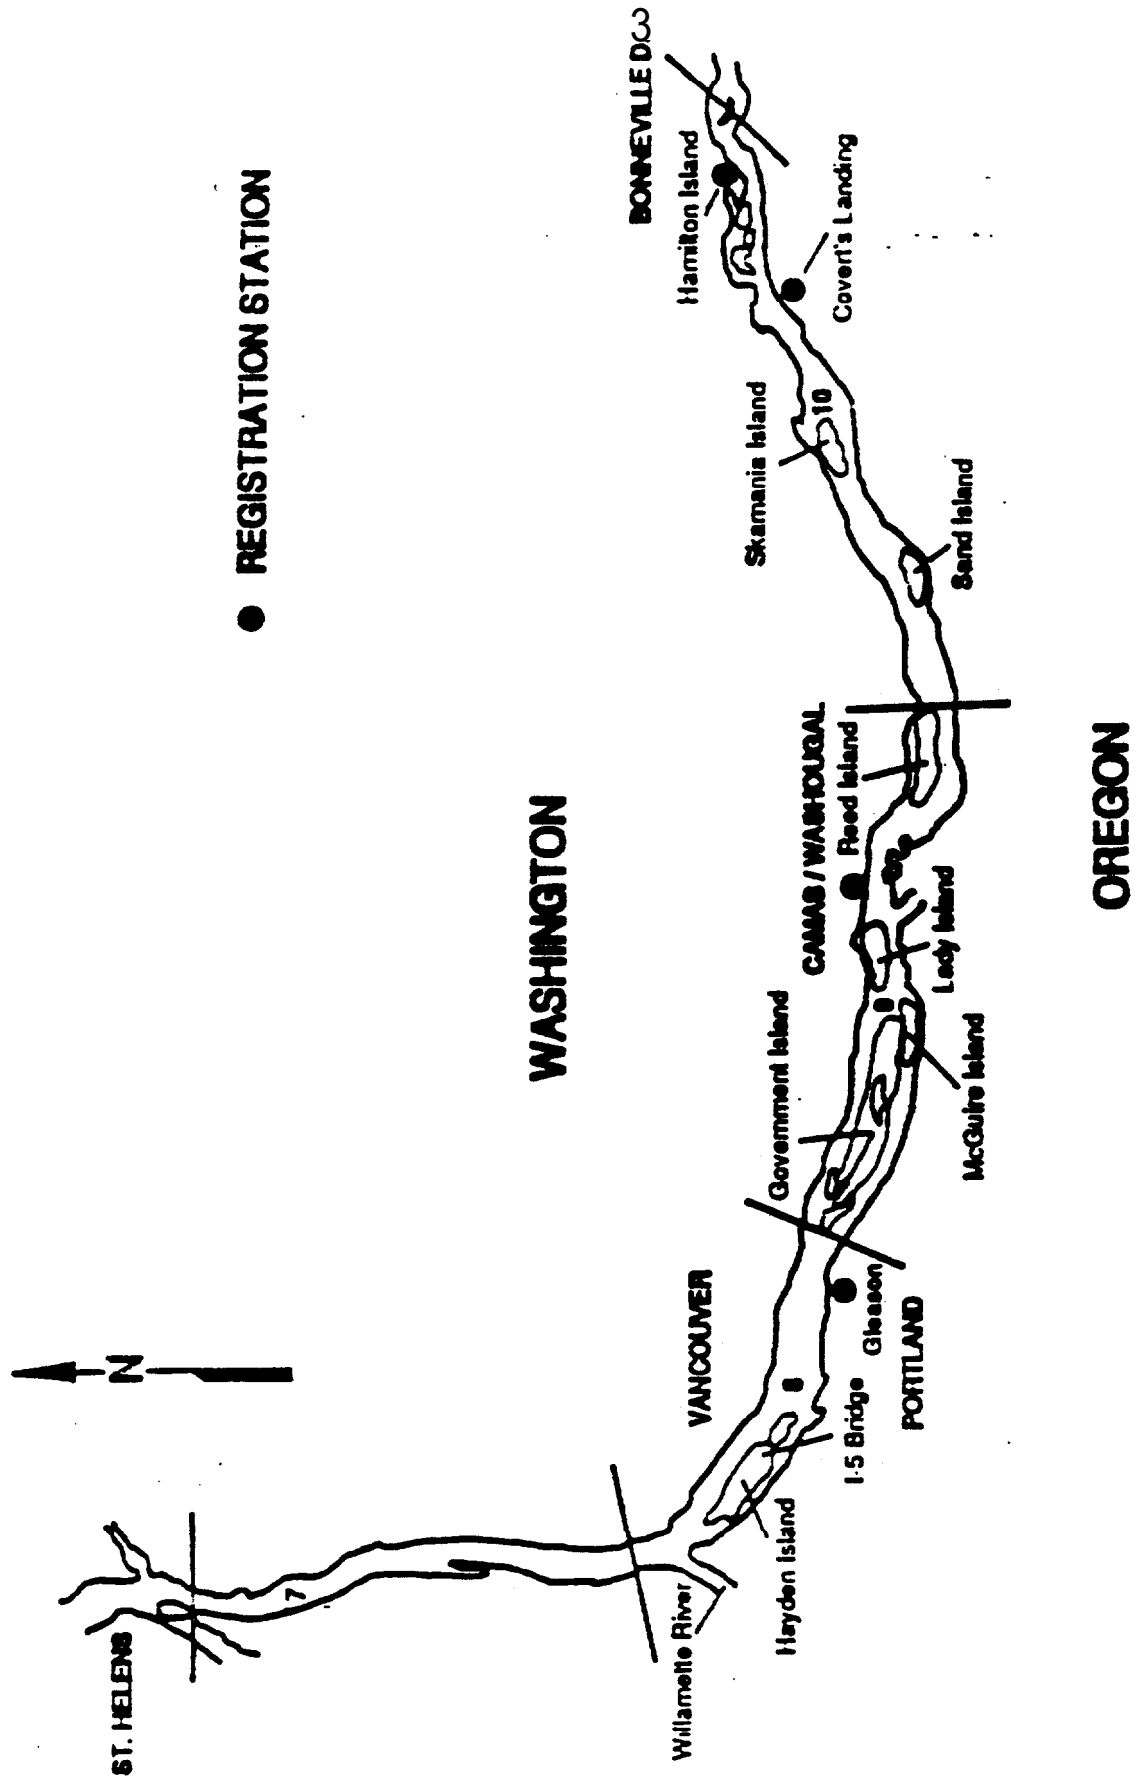 REGISTRATION STATION
N
WASHINGTON
OREGON
ST. HELENS
7
Willamette River
Hayden Island
I-5 Bridge
8
VANCOUVER
PORTLAND
Gleason
Government Island
McGuire Island
9
Lady Island
CAMAS / WASHOUGAL
Reed Island
Sand Island
Skamania Island
10
Covert's Landing
Hamilton Island
BONNEVILLE